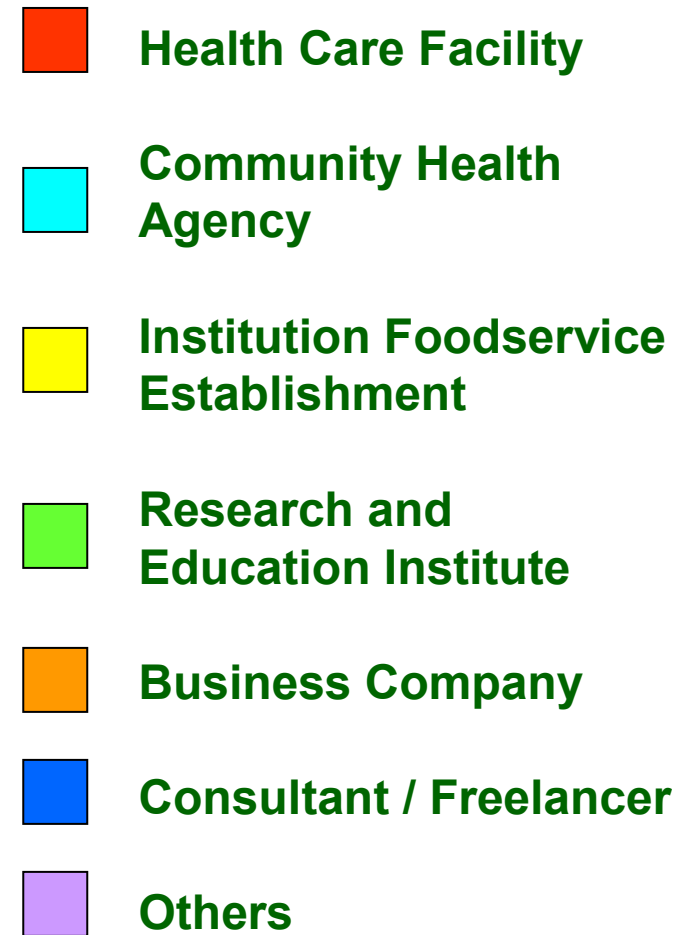 Health Care Facility
Community Health
Agency
Institution Foodservice
Establishment
Research and
Education Institute
Business Company
Consultant / Freelancer
Others